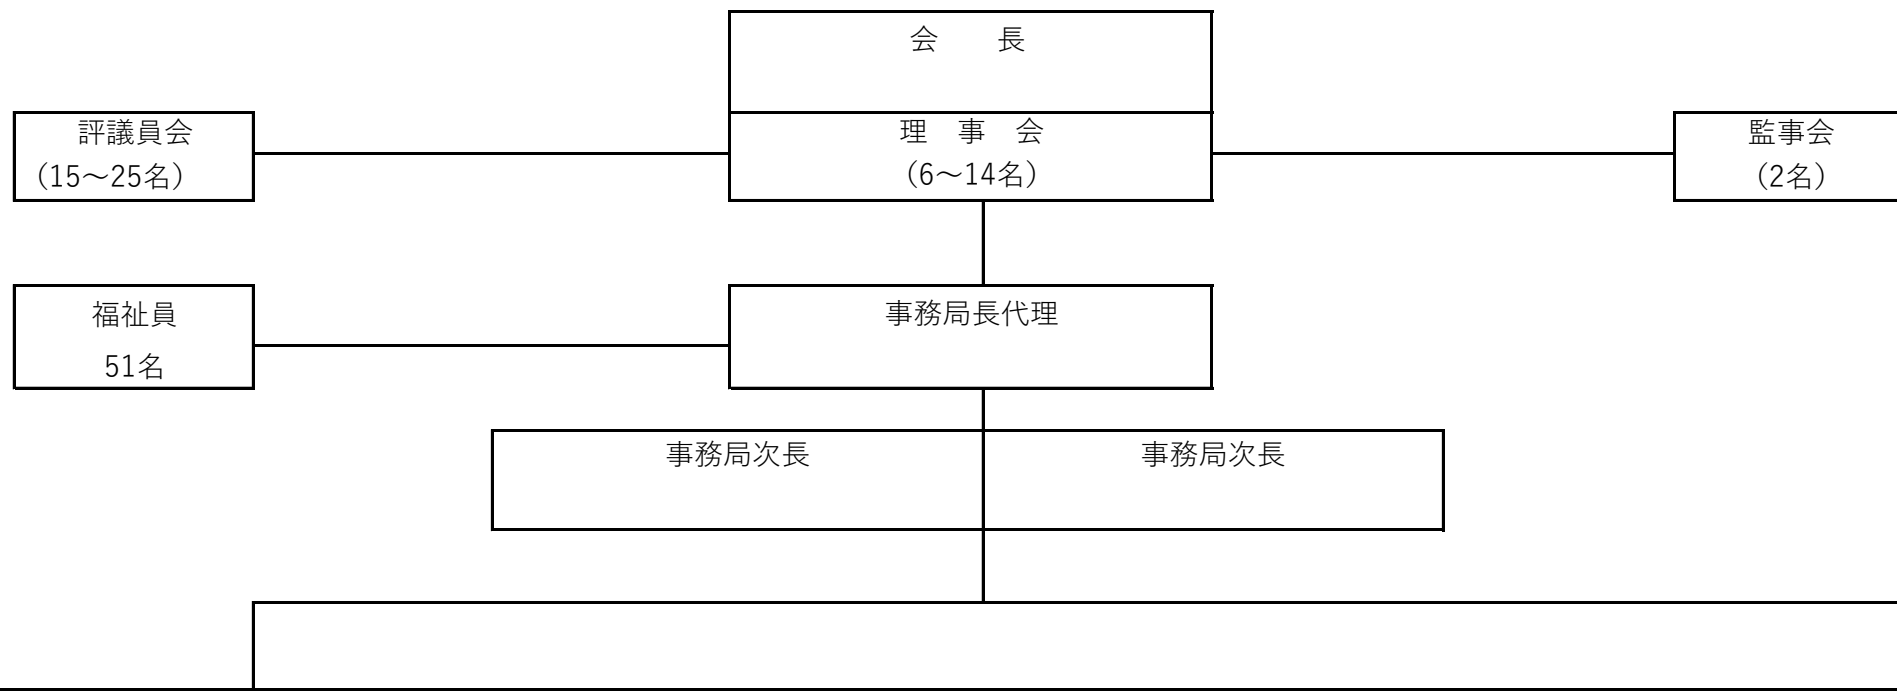 会　　長
評議員会
（15～25名）
理　事　会
（6～14名）
監事会
（2名）
福祉員
51名
事務局長代理
事務局次長
事務局次長